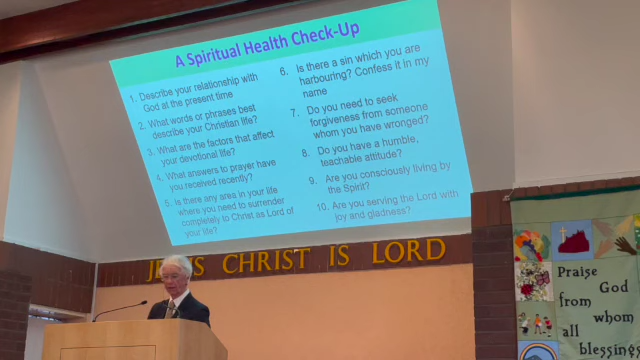 A Spiritual Health Check-Up
1. Describe your relationship with
God at the present time
2. What words or phrases best
describe your Christian life?
3. What are the factors that affect
your devotional life?
4. What answers to prayer have
you received recently?
5. Is there any area in your life
where you need to surrender
completely to Christ as Lord of
your life?
6. Is there a sin which you are
harbouring? Confess it in my
name
7. Do you need to seek
forgiveness from someone
whom you have wronged?
8. Do you have a humble,
teachable attitude?
9. Are you consciously living by
the Spirit?
10. Are you serving the Lord with
joy and gladness?
JESUS CHRIST IS LORD
Praise
God
from
whom
all
blessings